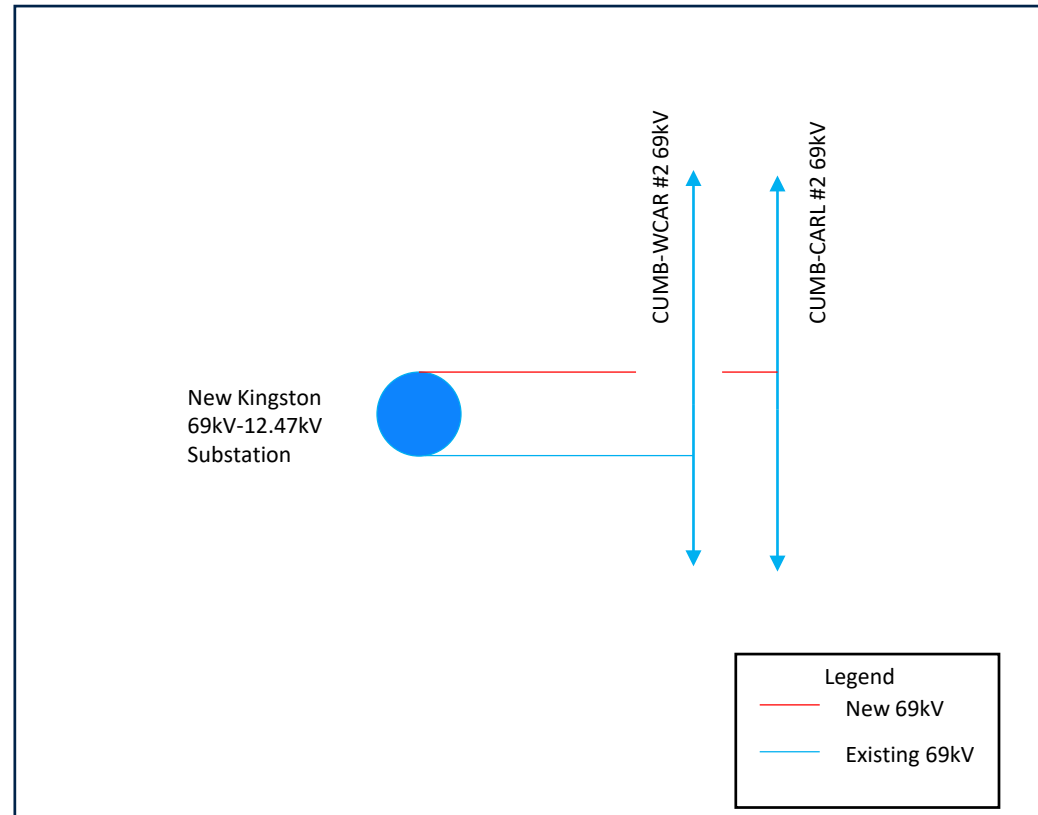 CUMB-WCAR #2 69kV
CUMB-CARL #2 69kV
New Kingston
69kV-12.47kV
Substation
Legend
New 69kV
Existing 69kV